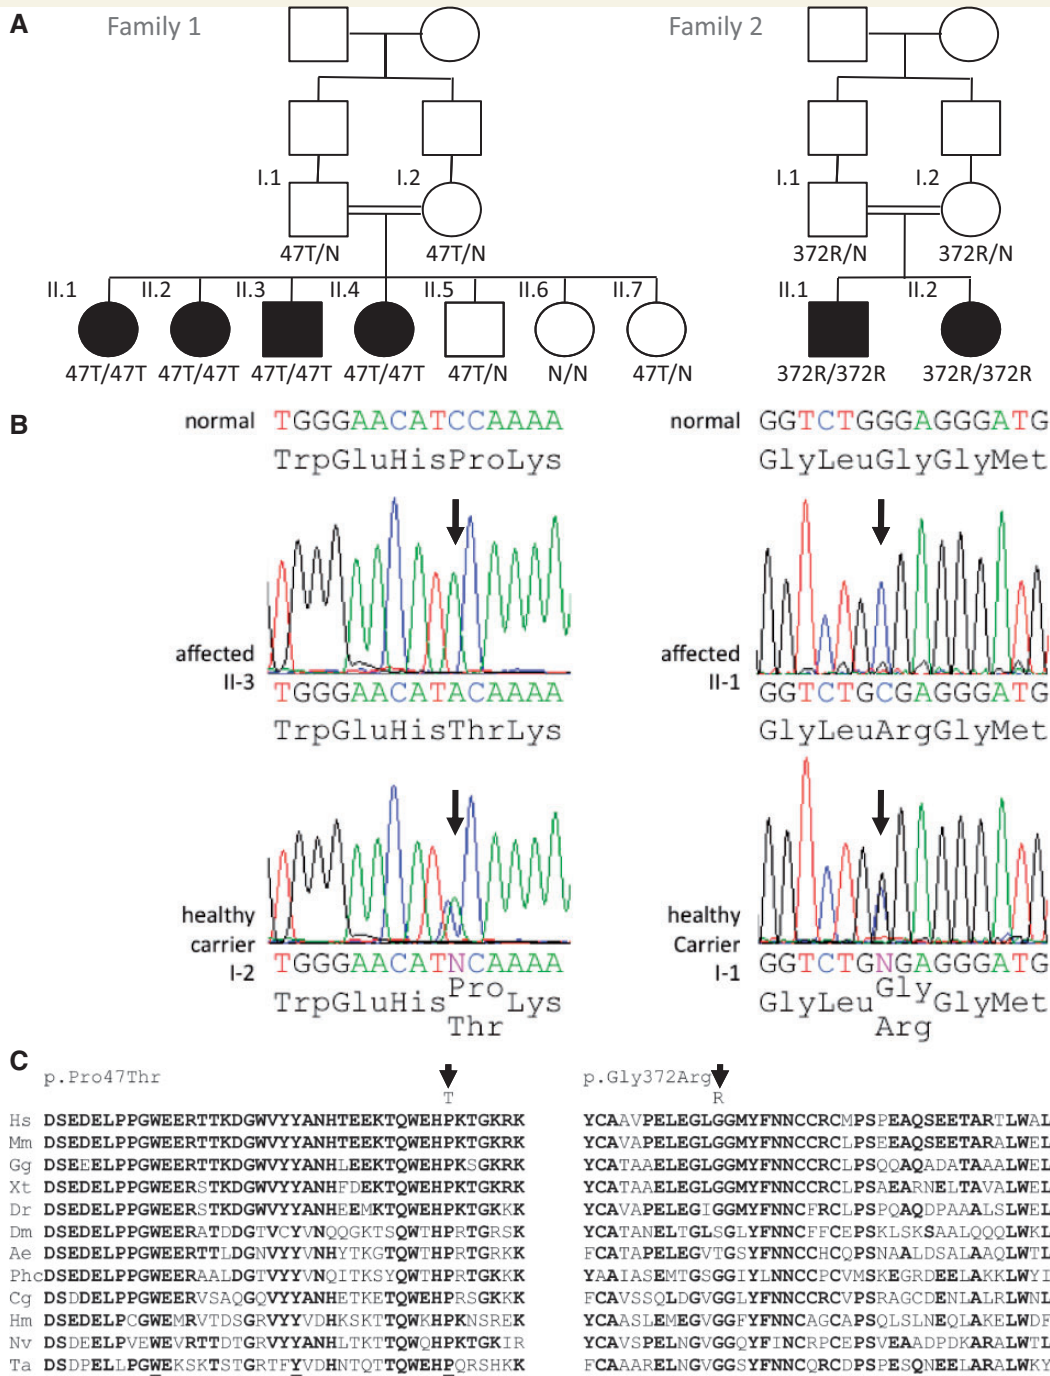 A
Family 1
Family 2
I.1
I.2
I.1
I.2
47T/N
47T/N
372R/N
372R/N
II.1
II.2
II.3
II.4
II.5
II.6
II.7
II.1
II.2
47T/47T
47T/47T
47T/47T
47T/47T
47T/N
N/N
47T/N
372R/372R
372R/372R
B
normal
TGGGAACATCCAAAA
TrpGluHisProLys
normal
GGTCTGGGAGGGATG
GlyLeuGlyGlyMet
affected
II-3
TGGGAACATACAAAA
TrpGluHisThrLys
affected
II-1
GGTCTGCGAGGGATG
GlyLeuArgGlyMet
healthy
carrier
I-2
TGGGAACATNCAAAA
TrpGluHis Pro Lys
Thr
healthy
Carrier
I-1
GGTCTGNGAGGGATG
GlyLeu Gly GlyMet
Arg
C
p.Pro47Thr
p.Gly372Arg
T
R
Hs DSEDELPPGWEERTTKDGWVYYANHTEEKTQWEHPKTGKRK YCAAVPELEGLGGMYFNNCCRCMPSPEAQSEETARTLWAL
Mm DSEDELPPGWEERTTKDGWVYYANHTEEKTQWEHPKTGKRK YCAVAPELEGLGGMYFNNCCRCLPSEEAQSEETARALWEL
Gg DSEEELPPGWEERTTKDGWVYYANHLEEKTQWEHPKSGKRK YCATAAELEGLGGMYFNNCCRCLPSQQAQADATAAALWEL
Xt DSEDELPPGWEERSTKDGWVYYANHFDEKTQWEHPKTGKRK YCATAAELEGLGGMYFNNCCRCLPSAEARNELTAVALWEL
Dr DSEDELPPGWEERTTKDGWVYYANHEEMKTQWEHPKTGKKK YCAVAPELEGIGGMYFNNCFRCLPSPQAQDPAAALSLWEL
Dm DSEDELPPGWEERATDDGTVCYVNQQGKTSQWTHPRTGRSK YCATANELTGLSGLYFNNCFFCEPSKLSKSAALQQQLWKL
Ae DSEDELPPGWEERTTLDGNVYYVNHYTKGTQWTHPRTGRKK FCATAPELEGVTGSYFNNCCHCQPSNAALDSALAAQLWTL
Phc DSEDELPPGWEERAALDGTVYYVNQITKSYQWTHPRTGKKK YAAIASEMTGSGGIYLNNCCPCVMSKEGRDEELAKKLWYI
Cg DSDDELPPGWEERVSAQGQVYYANHETKETQWEHPRSGKKK FCAVSSQLDGVGGLYFNNCCRCVPSRAGCDENLALRLWNL
Hm DSEDELPCGWEMRVTDSGRVYYVDHKSKTTQWKHPKNSREK YCAASLEMEGVGGLYFNNCAGCAPSQLSLNEQLAKELWDF
Nv DSDEELPVEWEVRTTDTGRVYYANHLTKTTQWQHPKTGKIR YCAVSPELNGVGGQYFINCRPCEPSVEAADPDKARALWTL
Ta DSDPELLPGWEKSKTSTGRTFYVDHNTQTTQWEHPQRSHKK FCAAARELNGVGGSYFNNCQRCDPSPESQNEELARALWKY